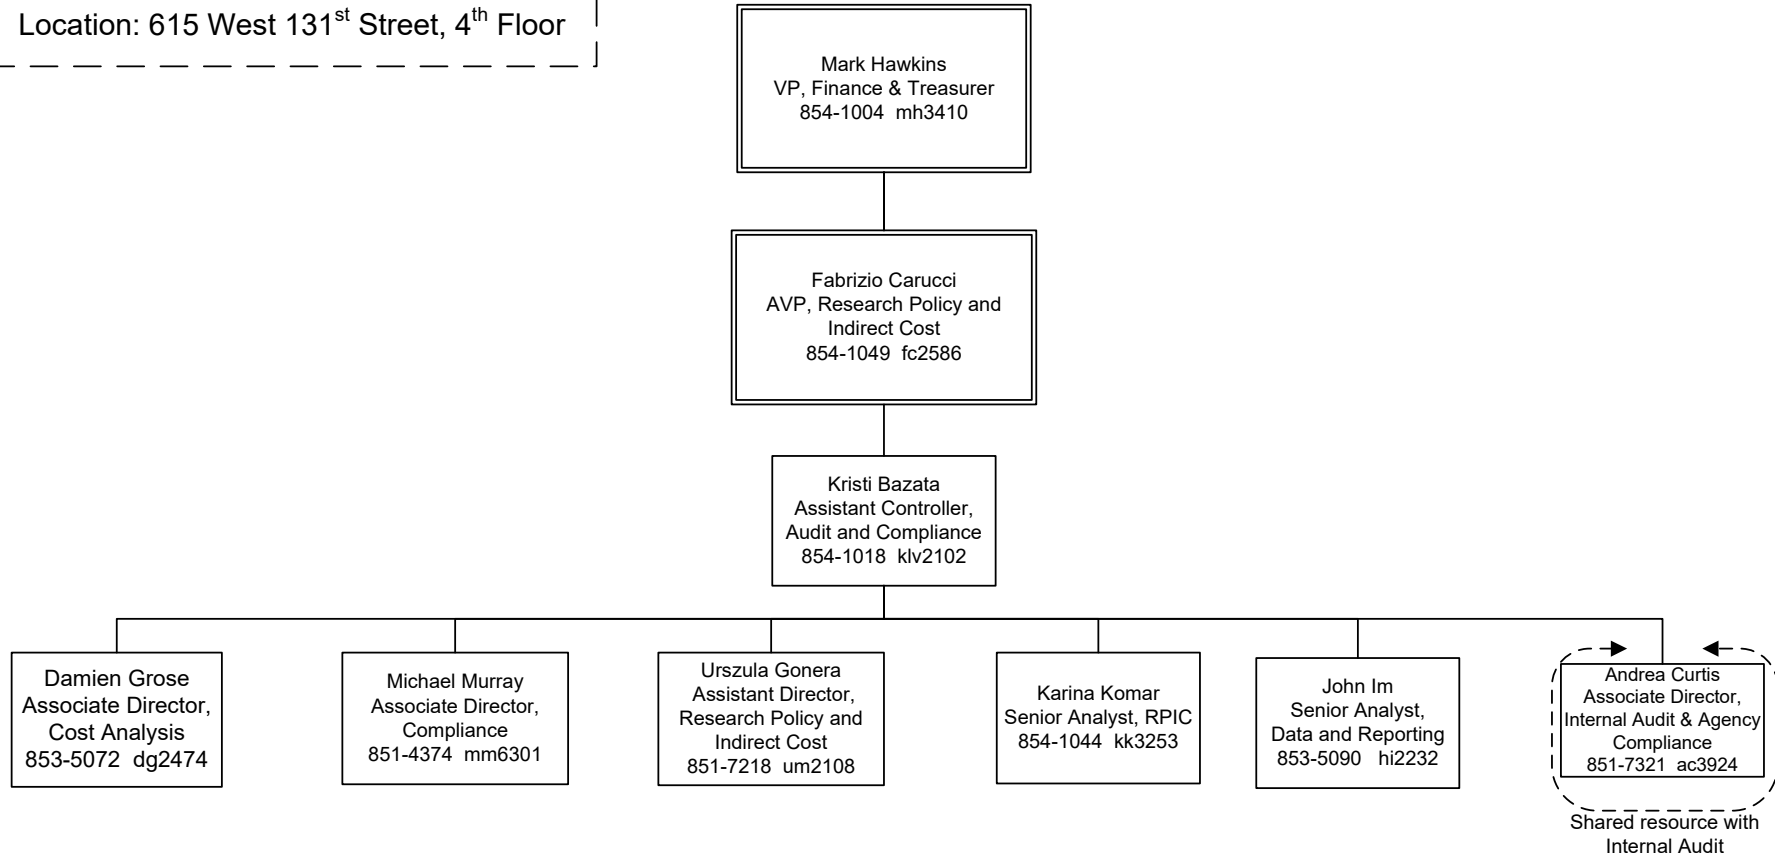 Location: 615 West 131st Street, 4th Floor
Mark Hawkins
VP, Finance & Treasurer
854-1004 mh3410
Fabrizio Carucci
AVP, Research Policy and
Indirect Cost
854-1049 fc2586
Kristi Bazata
Assistant Controller,
Audit and Compliance
854-1018 klv2102
Damien Grose
Associate Director,
Cost Analysis
853-5072 dg2474
Michael Murray
Associate Director,
Compliance
851-4374 mm6301
Urszula Gonera
Assistant Director,
Research Policy and
Indirect Cost
851-7218 um2108
Karina Komar
Senior Analyst, RPIC
854-1044 kk3253
John Im
Senior Analyst,
Data and Reporting
853-5090 hi2232
Andrea Curtis
Associate Director,
Internal Audit & Agency
Compliance
851-7321 ac3924
Shared resource with
Internal Audit